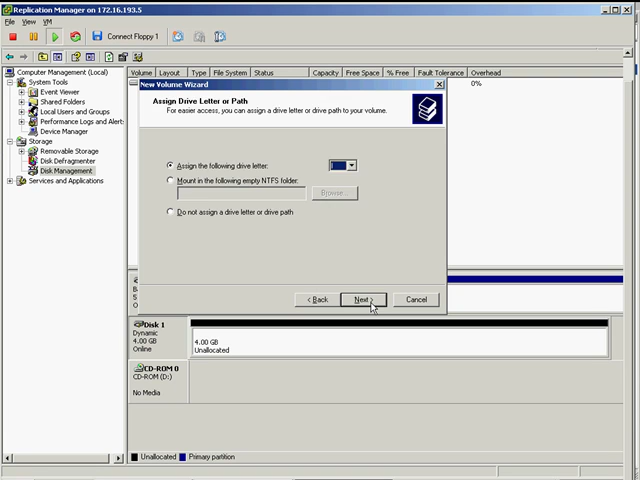 Replication Manager on 172.16.193.5
File View VM
Connect Floppy 1
Computer Management (Local)
System Tools
Event Viewer
Shared Folders
Local Users and Groups
Performance Logs and Alerts
Device Manager
Storage
Removable Storage
Disk Defragmenter
Disk Management
Services and Applications
Volume Layout Type File System Status Capacity Free Space % Free Fault Tolerance Overhead
0%
New Volume Wizard
Assign Drive Letter or Path
For easier access, you can assign a drive letter or drive path to your volume.
Assign the following drive letter:
Mount in the following empty NTFS folder:
Browse...
Do not assign a drive letter or drive path
< Back Next > Cancel
Disk 1
Dynamic
4.00 GB
Online
4.00 GB
Unallocated
CD-ROM 0
CD-ROM (D:)
No Media
Unallocated Primary partition